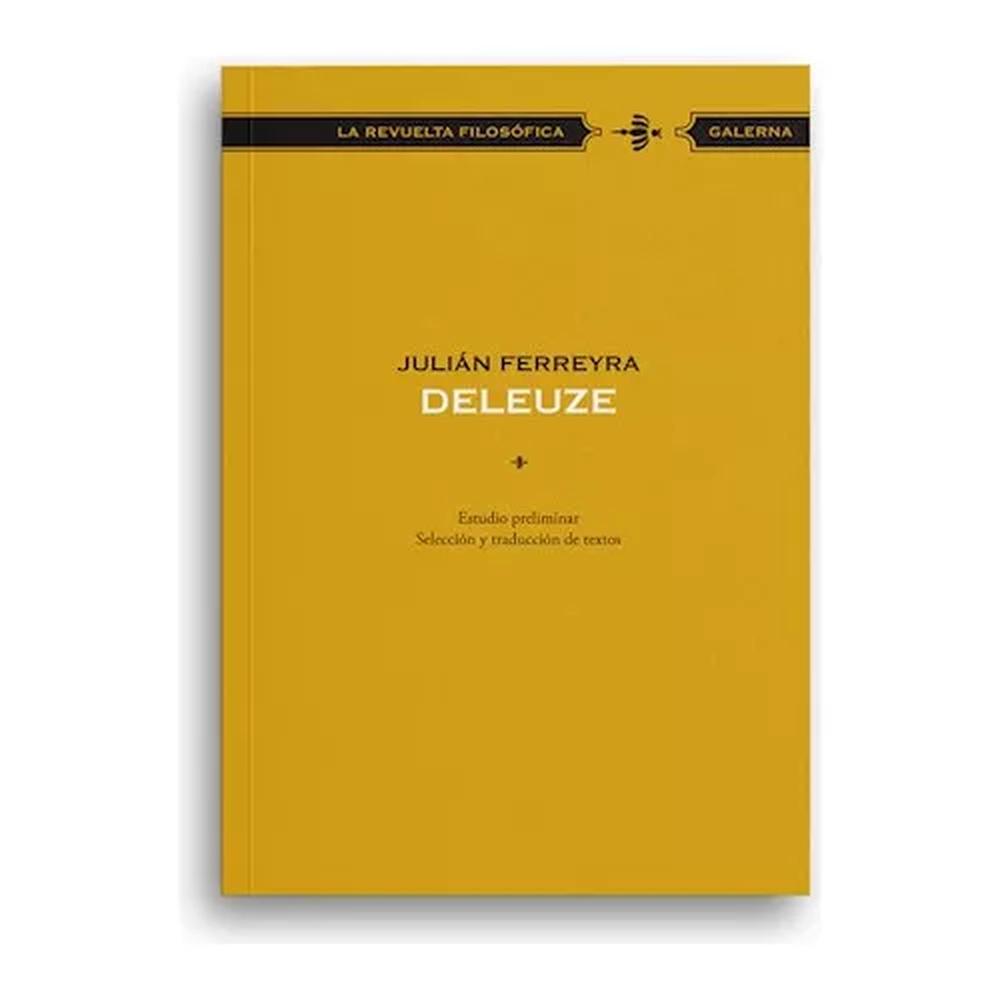 LA REVUELTA FILOSÓFICA
GALERNA
JULIÁN FERREYRA
DELEUZE
Estudio preliminar
Selección y traducción de textos